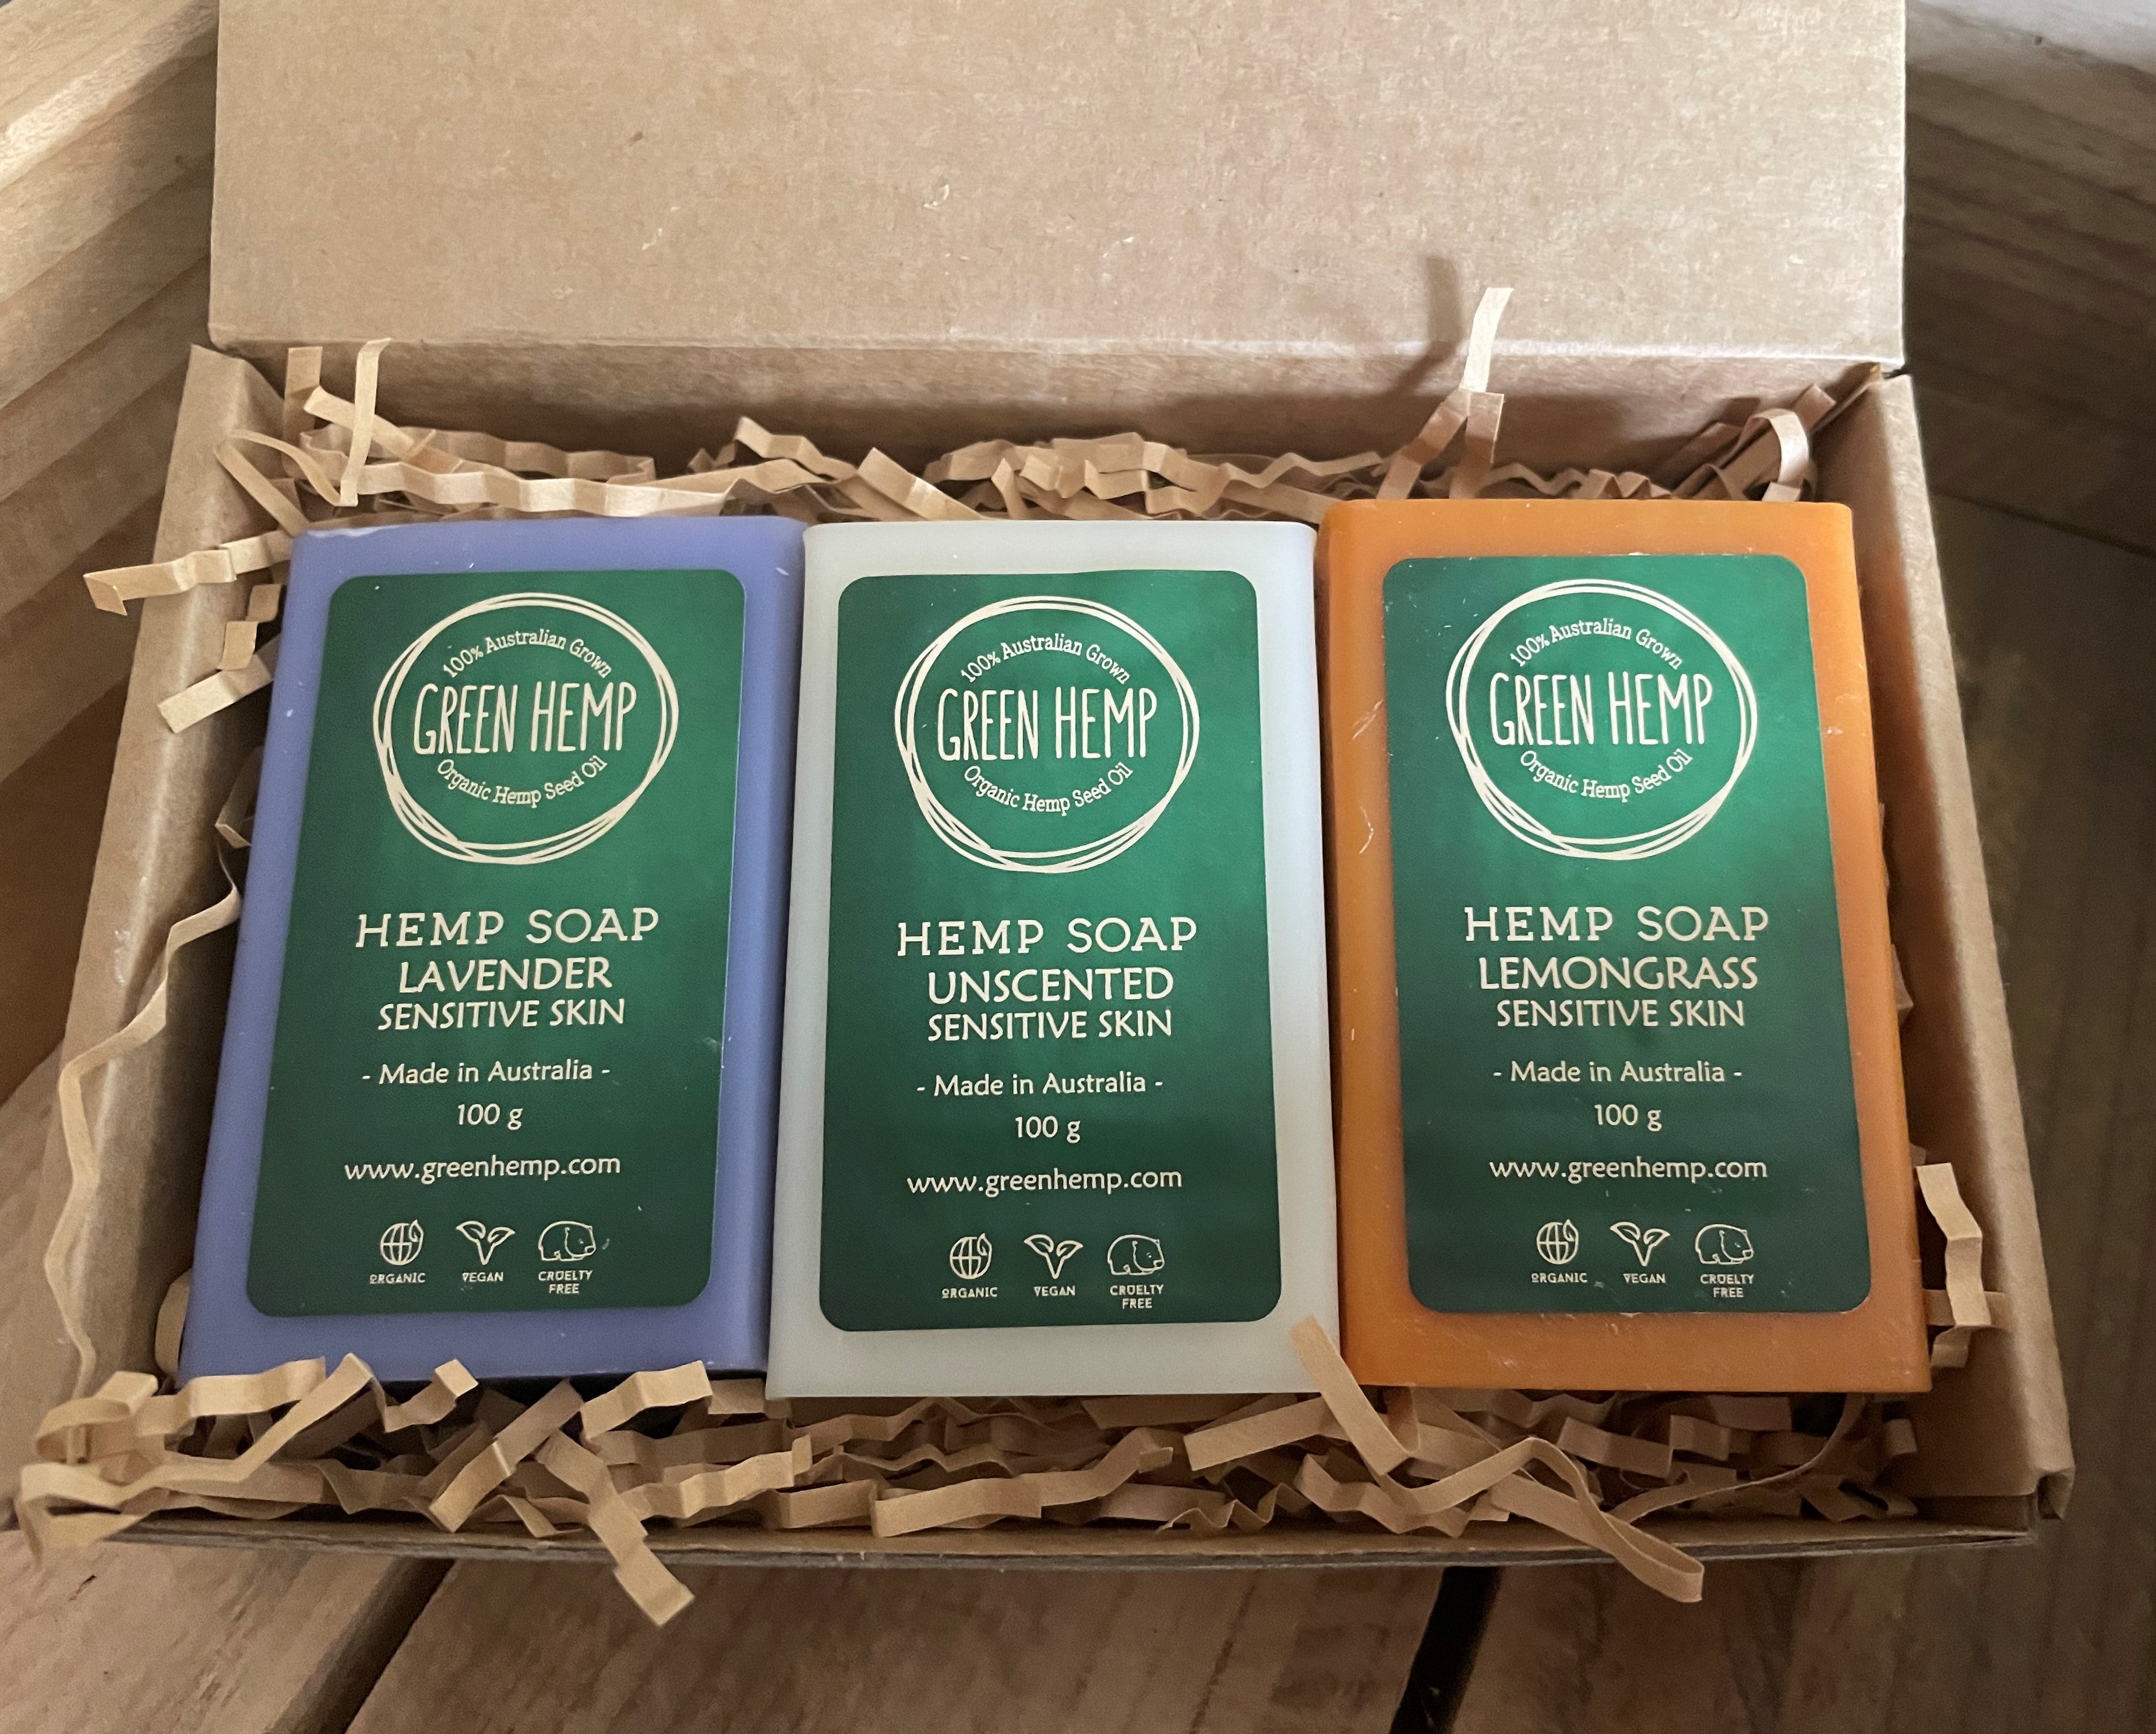 100% Australian Grown
GREEN HEMP
Organic Hemp Seed Oil
HEMP SOAP
LAVENDER
SENSITIVE SKIN
- Made in Australia -
100 g
www.greenhemp.com
ORGANIC
VEGAN
CRUELTY
FREE
100% Australian Grown
GREEN HEMP
Organic Hemp Seed Oil
HEMP SOAP
UNSCENTED
SENSITIVE SKIN
- Made in Australia -
100 g
www.greenhemp.com
ORGANIC
VEGAN
CRUELTY
FREE
100% Australian Grown
GREEN HEMP
Organic Hemp Seed Oil
HEMP SOAP
LEMONGRASS
SENSITIVE SKIN
- Made in Australia -
100 g
www.greenhemp.com
ORGANIC
VEGAN
CRUELTY
FREE